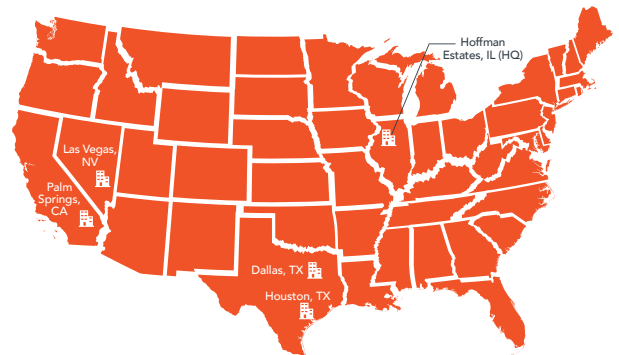 Hoffman
Estates, IL (HQ)
Las Vegas,
NV
Palm
Springs,
CA
Dallas, TX
Houston, TX